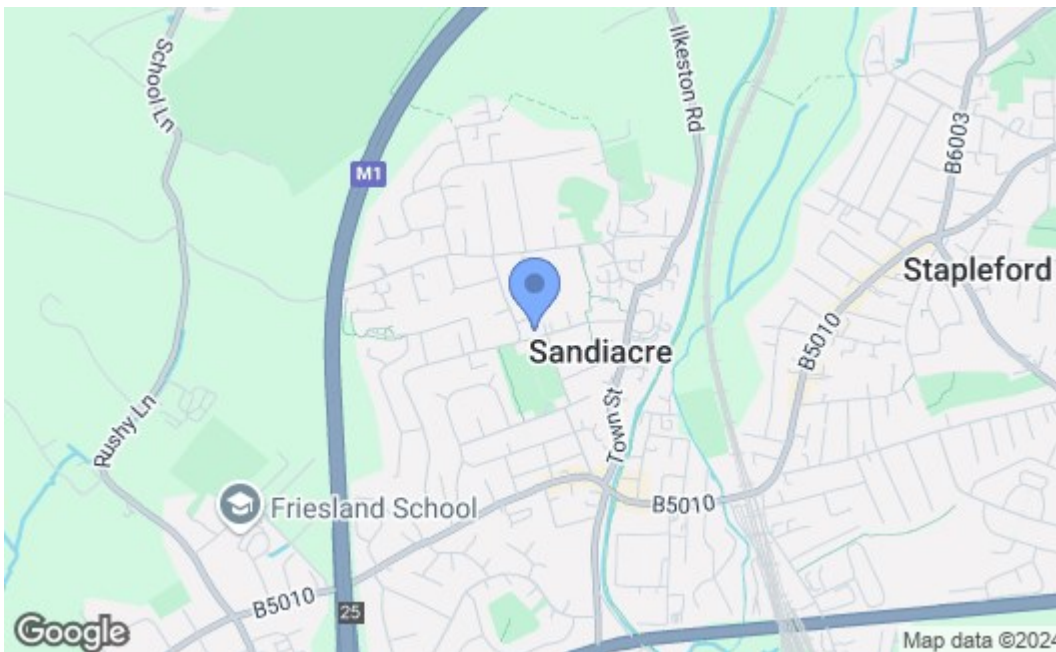 School Ln
Ilkeston Rd
M1
B6003
Stapleford
Sandiacre
B5010
Rushy Ln
Town St
Friesland School
B5010
B5010
25
Google
Map data ©2024